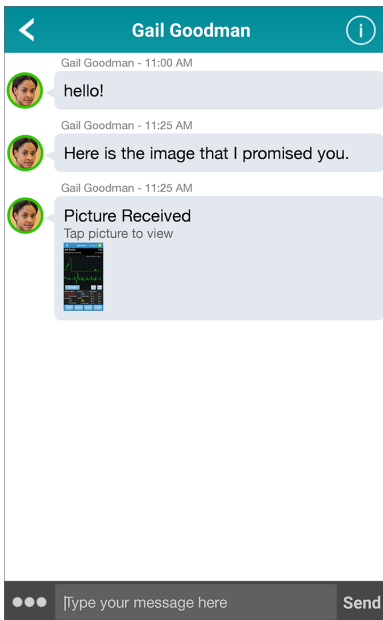 Gail Goodman
i
Gail Goodman - 11:00 AM
hello!
Gail Goodman - 11:25 AM
Here is the image that I promised you.
Gail Goodman - 11:25 AM
Picture Received
Tap picture to view
Type your message here
Send